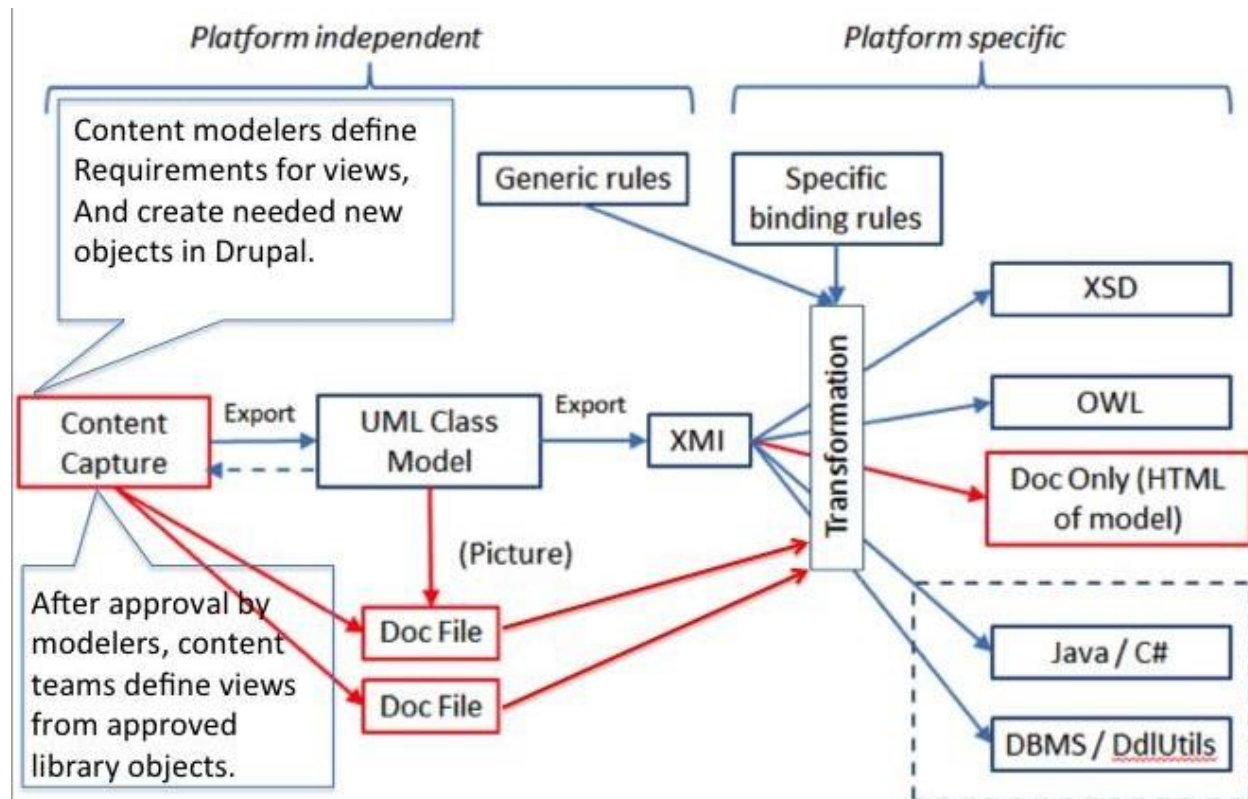 Platform independent
Platform specific
Content modelers define
Requirements for views,
And create needed new
objects in Drupal.
Generic rules
Specific
binding rules
XSD
Transformation
Content
Capture
Export
UML Class
Model
Export
XMI
OWL
Doc Only (HTML
of model)
(Picture)
After approval by
modelers, content
teams define views
from approved
library objects.
Doc File
Doc File
Java / C#
DBMS / DdlUtils